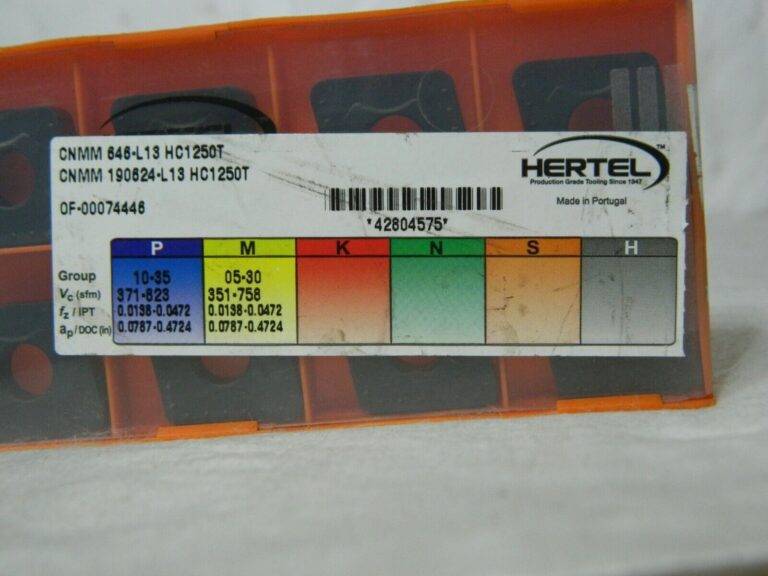 CNMM 646-L13 HC1250T
CNMM 190624-L13 HC1250T
HERTEL™
Production Grade Tooling Since 1947
Made in Portugal
OF-00074446
*42804575*
P M K N S H
Group 10-35 05-30
Vc (sfm) 371-823 351-758
fz / IPT 0.0138-0.0472 0.0138-0.0472
ap / DOC (in) 0.0787-0.4724 0.0787-0.4724